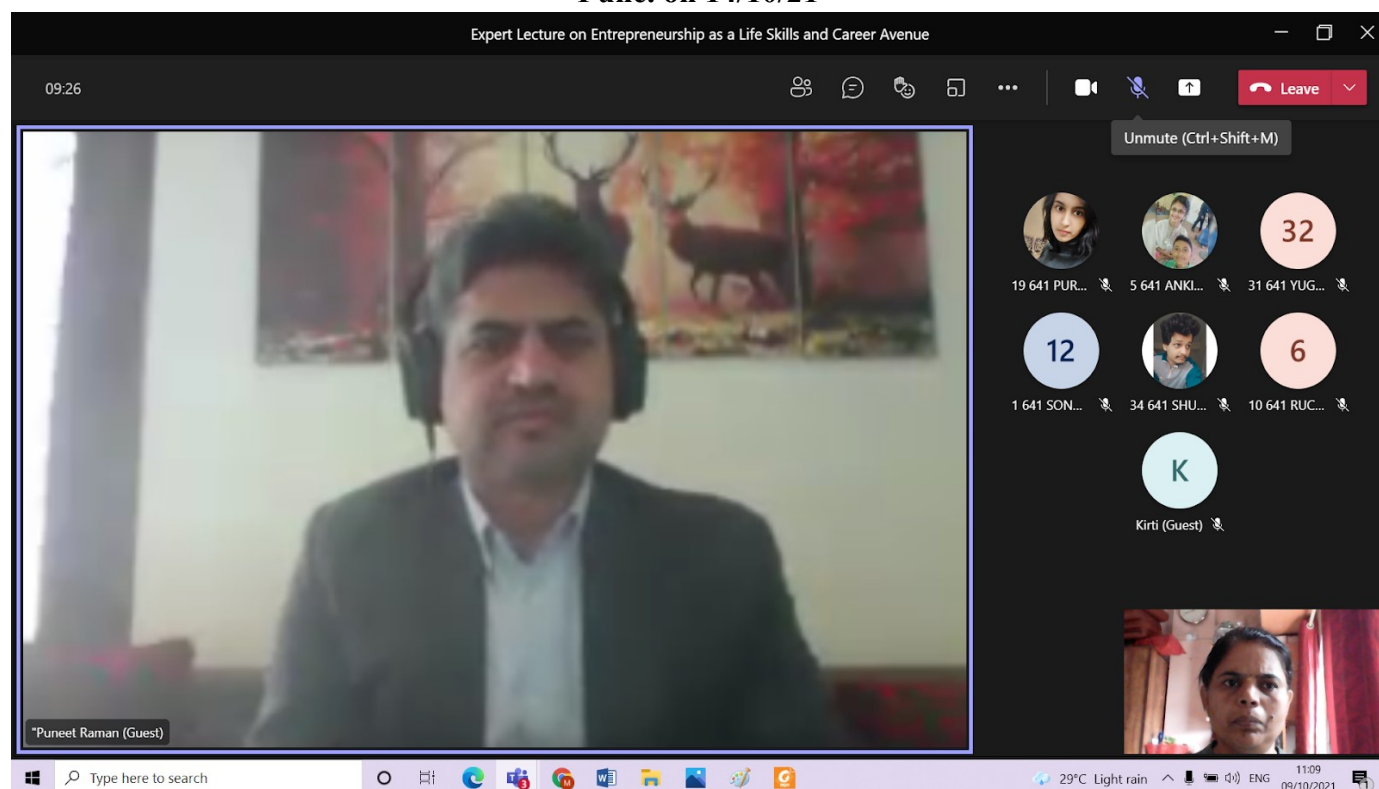 Expert Lecture on Entrepreneurship as a Life Skills and Career Avenue
09:26
Leave
Unmute (Ctrl+Shift+M)
32
19 641 PUR... 5 641 ANKI... 31 641 YUG...
12 6
1 641 SON... 34 641 SHU... 10 641 RUC...
K
Kirti (Guest)
"Puneet Raman (Guest)
Type here to search 29°C Light rain ENG 11:09
09/10/2021